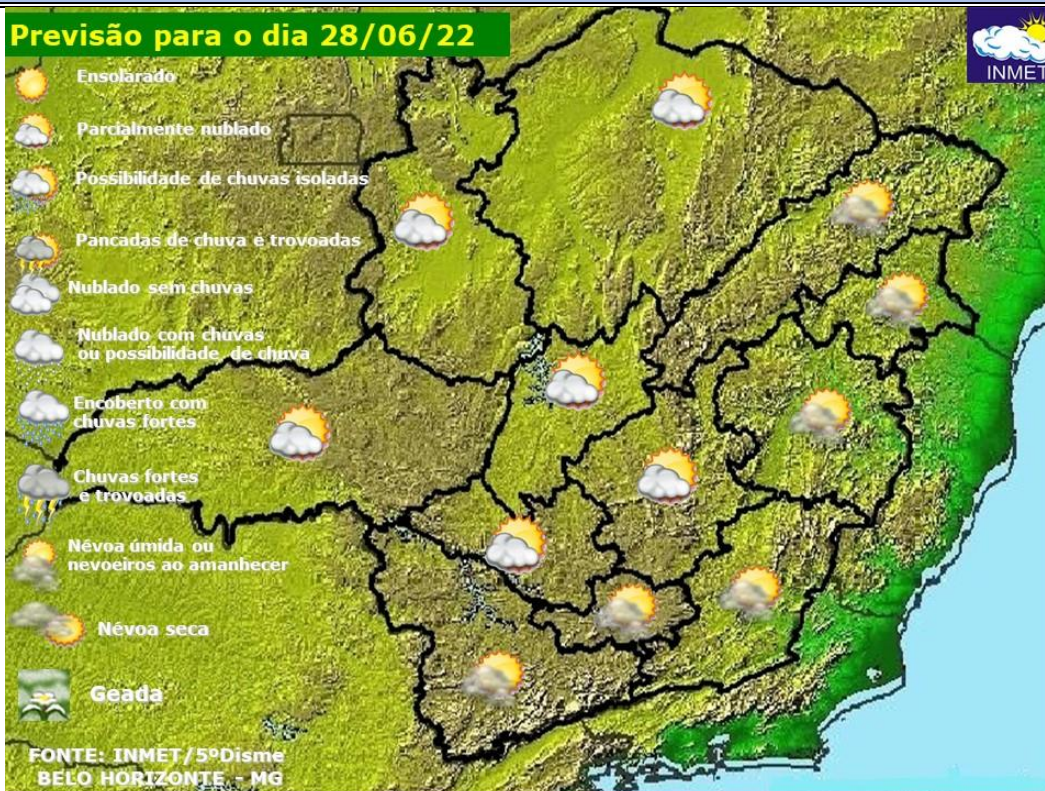 Previsão para o dia 28/06/22
INMET
Ensolarado
Parcialmente nublado
Possibilidade de chuvas isoladas
Pancadas de chuva e trovoadas
Nublado sem chuvas
Nublado com chuvas
ou possibilidade de chuva
Encoberto com
chuvas fortes
Chuvas fortes
e trovoadas
Névoa úmida ou
nevoeiros ao amanhecer
Névoa seca
Geada
FONTE: INMET/5ºDisme
BELO HORIZONTE - MG